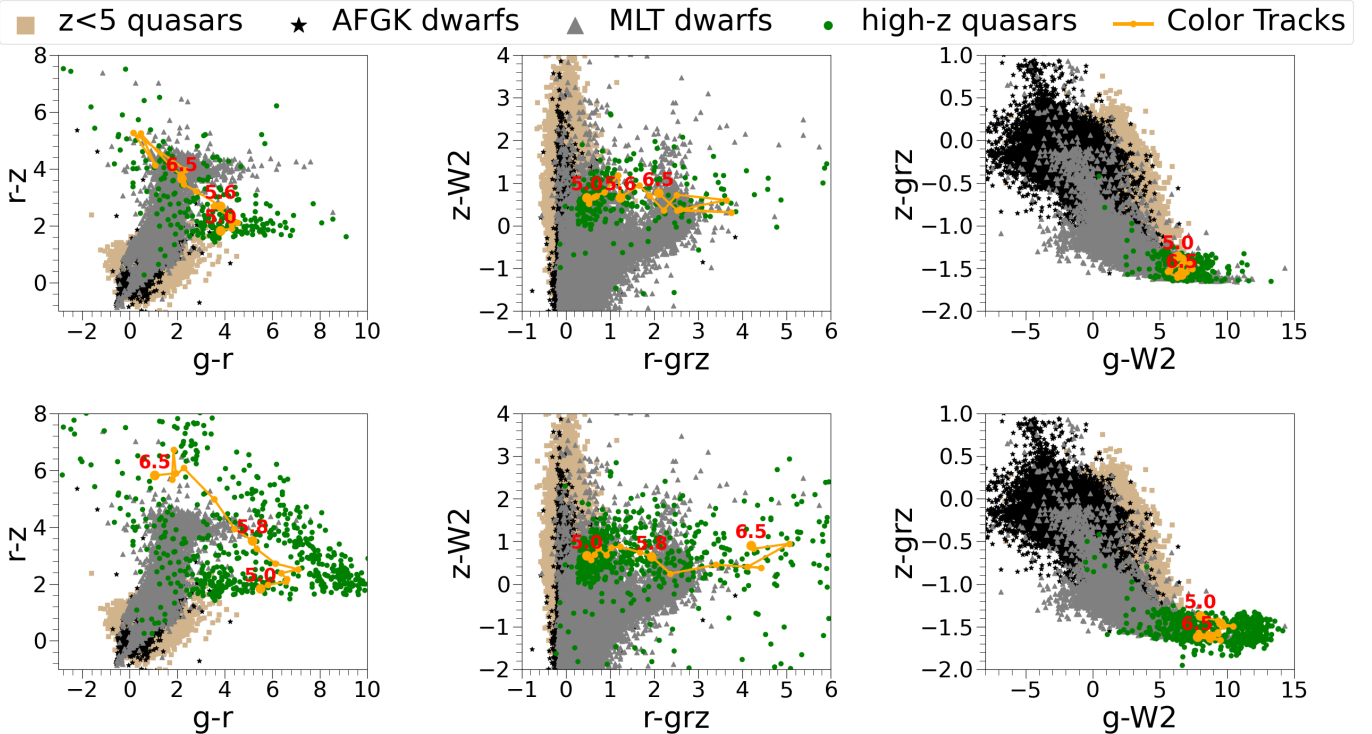 z<5 quasars AFGK dwarfs MLT dwarfs high-z quasars Color Tracks
8
6
4
2
0
r-z
−2 0 2 4 6 8 10
g-r
6.5
5.6
5.0
4
3
2
1
0
−1
−2
z-W2
−1 0 1 2 3 4 5 6
r-grz
5.0 5.6 6.5
1.0
0.5
0.0
−0.5
−1.0
−1.5
−2.0
z-grz
−5 0 5 10 15
g-W2
5.0
6.5
8
6
4
2
0
r-z
−2 0 2 4 6 8 10
g-r
6.5
5.8
5.0
4
3
2
1
0
−1
−2
z-W2
−1 0 1 2 3 4 5 6
r-grz
5.0 5.8 6.5
1.0
0.5
0.0
−0.5
−1.0
−1.5
−2.0
z-grz
−5 0 5 10 15
g-W2
5.0
6.5